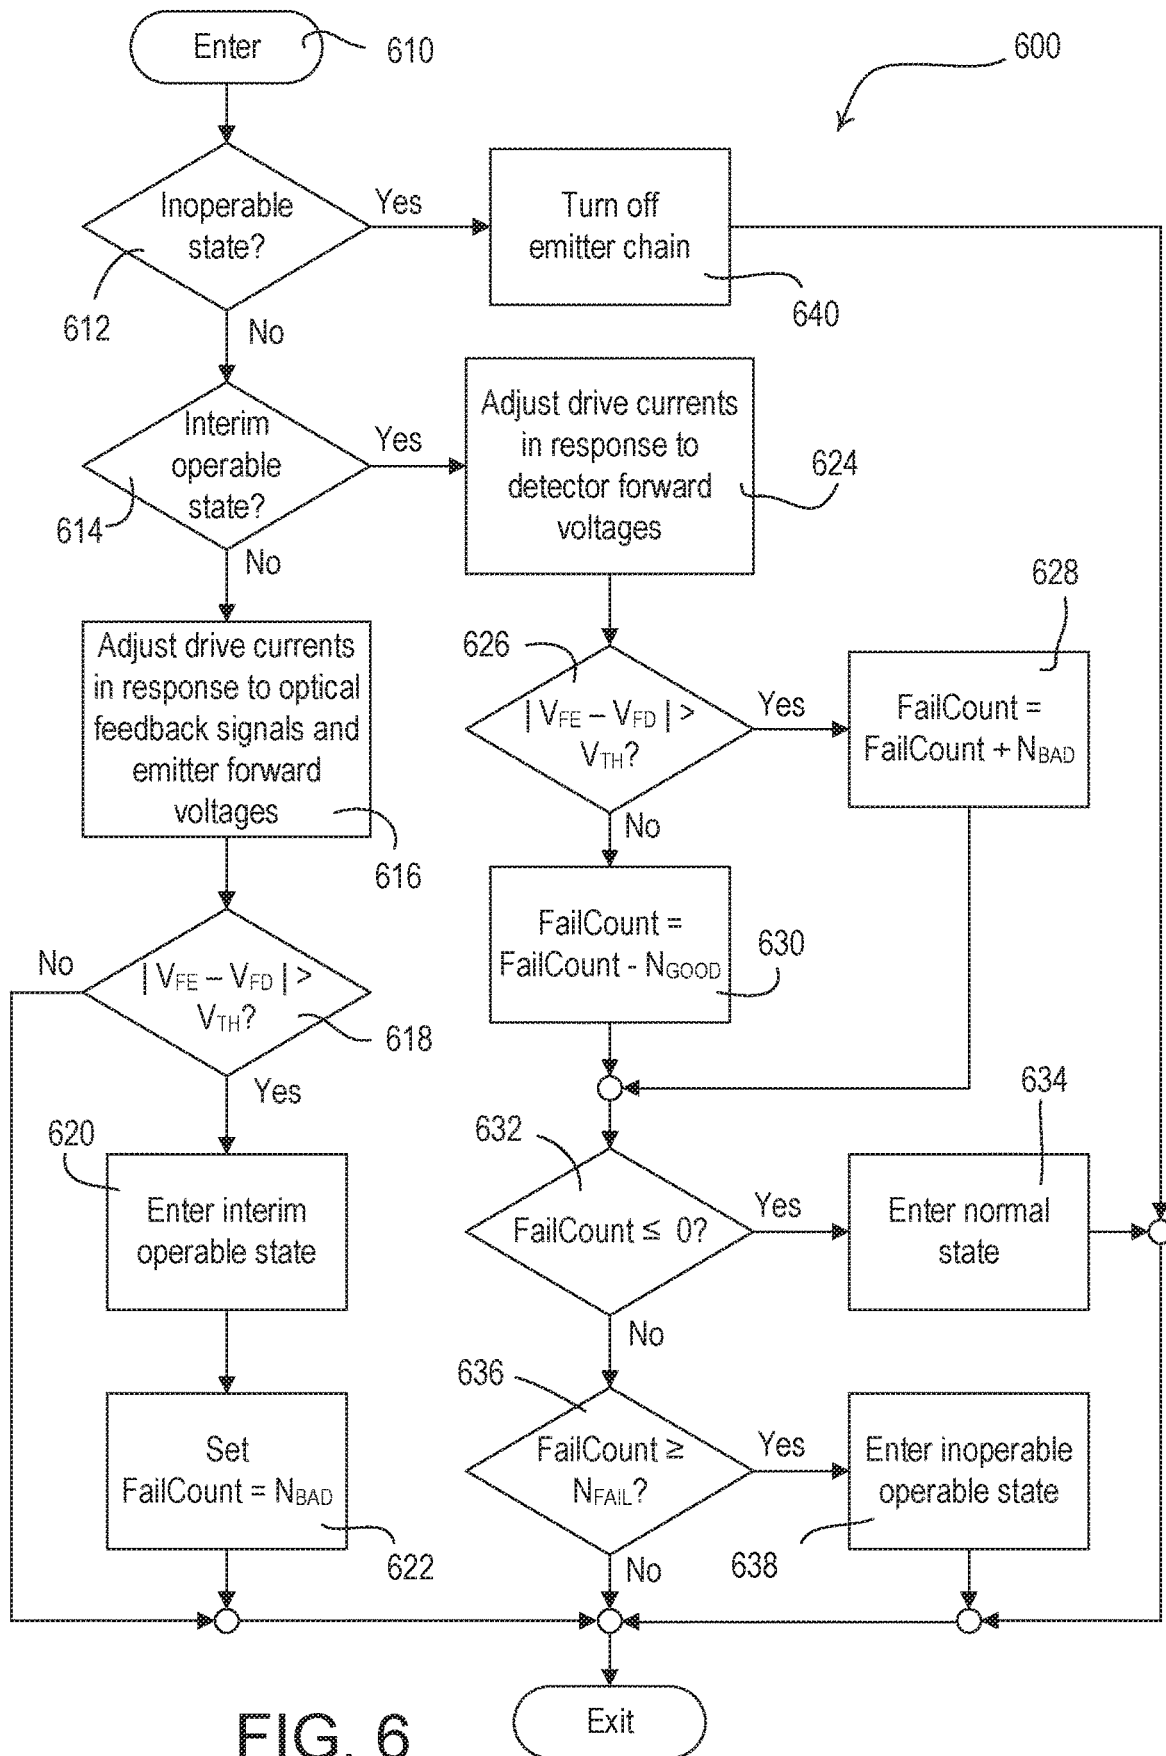 Enter
610
600
Inoperable
state?
612
Yes
No
Turn off
emitter chain
640
Interim
operable
state?
614
Yes
No
Adjust drive currents
in response to
detector forward
voltages
624
Adjust drive currents
in response to optical
feedback signals and
emitter forward
voltages
616
626
| VFE – VFD | >
VTH?
Yes
No
628
FailCount =
FailCount + NBAD
FailCount =
FailCount - NGOOD
630
No
| VFE – VFD | >
VTH?
618
Yes
620
Enter interim
operable state
Set
FailCount = NBAD
622
632
FailCount ≤ 0?
Yes
No
634
Enter normal
state
636
FailCount ≥
NFAIL?
Yes
No
Enter inoperable
operable state
638
Exit
FIG. 6